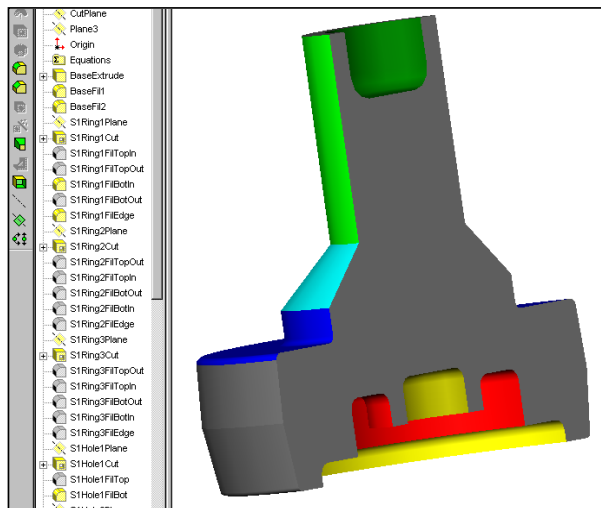 CutPlane
Plane3
Origin
Equations
BaseExtrude
BaseFil1
BaseFil2
S1Ring1Plane
S1Ring1Cut
S1Ring1FilTopIn
S1Ring1FilTopOut
S1Ring1FilBotIn
S1Ring1FilBotOut
S1Ring1FilEdge
S1Ring2Plane
S1Ring2Cut
S1Ring2FilTopOut
S1Ring2FilTopIn
S1Ring2FilBotOut
S1Ring2FilBotIn
S1Ring2FilEdge
S1Ring3Plane
S1Ring3Cut
S1Ring3FilTopOut
S1Ring3FilTopIn
S1Ring3FilBotOut
S1Ring3FilBotIn
S1Ring3FilEdge
S1Hole1Plane
S1Hole1Cut
S1Hole1FilTop
S1Hole1FilBot